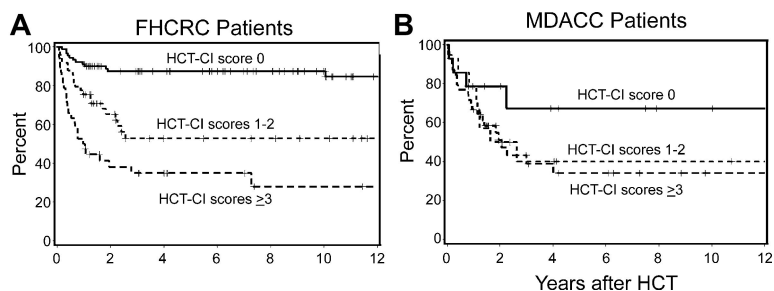 A
FHCRC Patients
100
80
60
40
20
0
Percent
HCT-CI score 0
HCT-CI scores 1-2
HCT-CI scores ≥3
0 2 4 6 8 10 12
B
MDACC Patients
100
80
60
40
20
0
Percent
HCT-CI score 0
HCT-CI scores 1-2
HCT-CI scores ≥3
0 2 4 6 8 10 12
Years after HCT